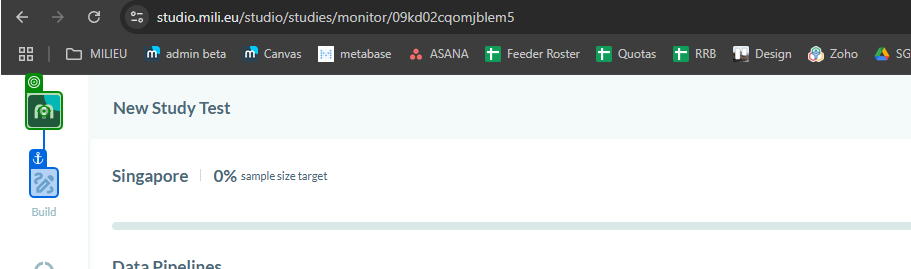 studio.mili.eu/studio/studies/monitor/09kd02cqomjblem5
MILIEU admin beta Canvas metabase ASANA Feeder Roster Quotas RRB Design Zoho SG
New Study Test
Singapore 0% sample size target
Build
Data Pipelines